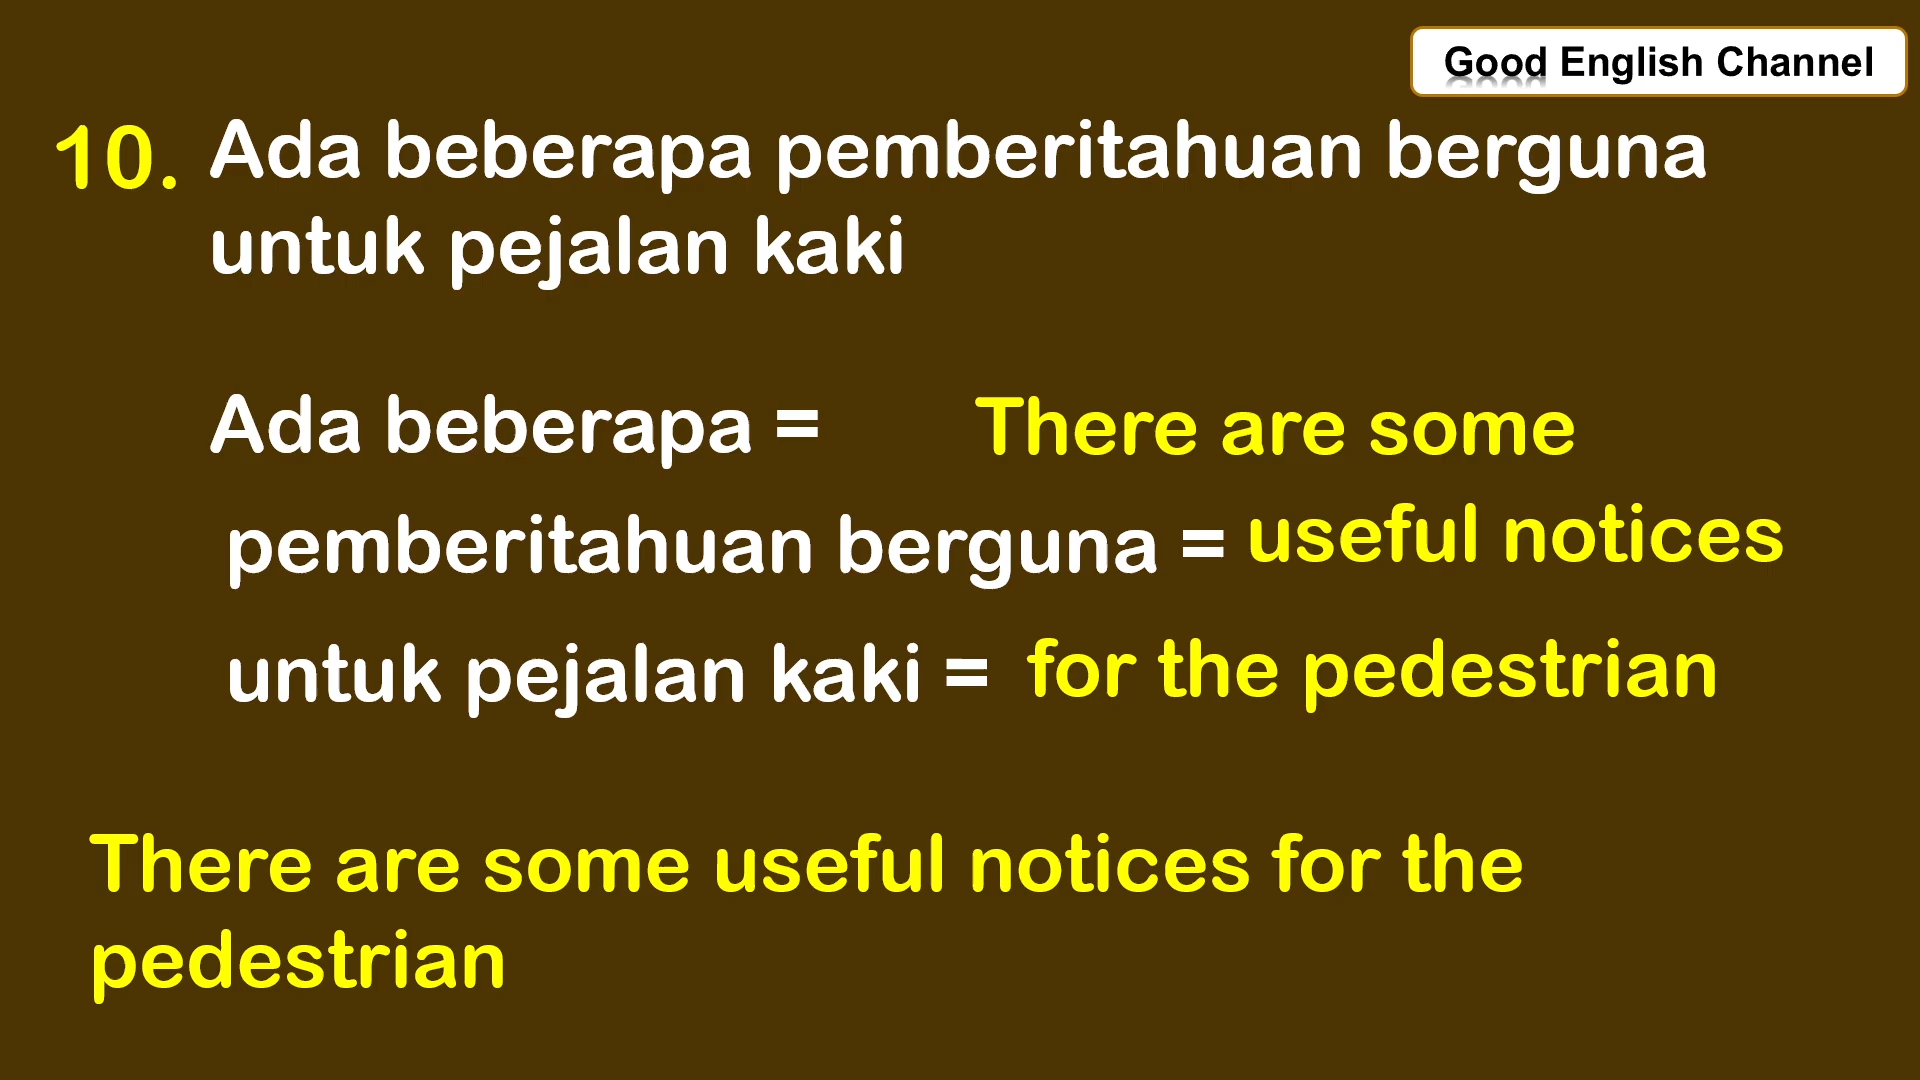 Good English Channel
10. Ada beberapa pemberitahuan berguna
untuk pejalan kaki
Ada beberapa = There are some
pemberitahuan berguna = useful notices
untuk pejalan kaki = for the pedestrian
There are some useful notices for the
pedestrian